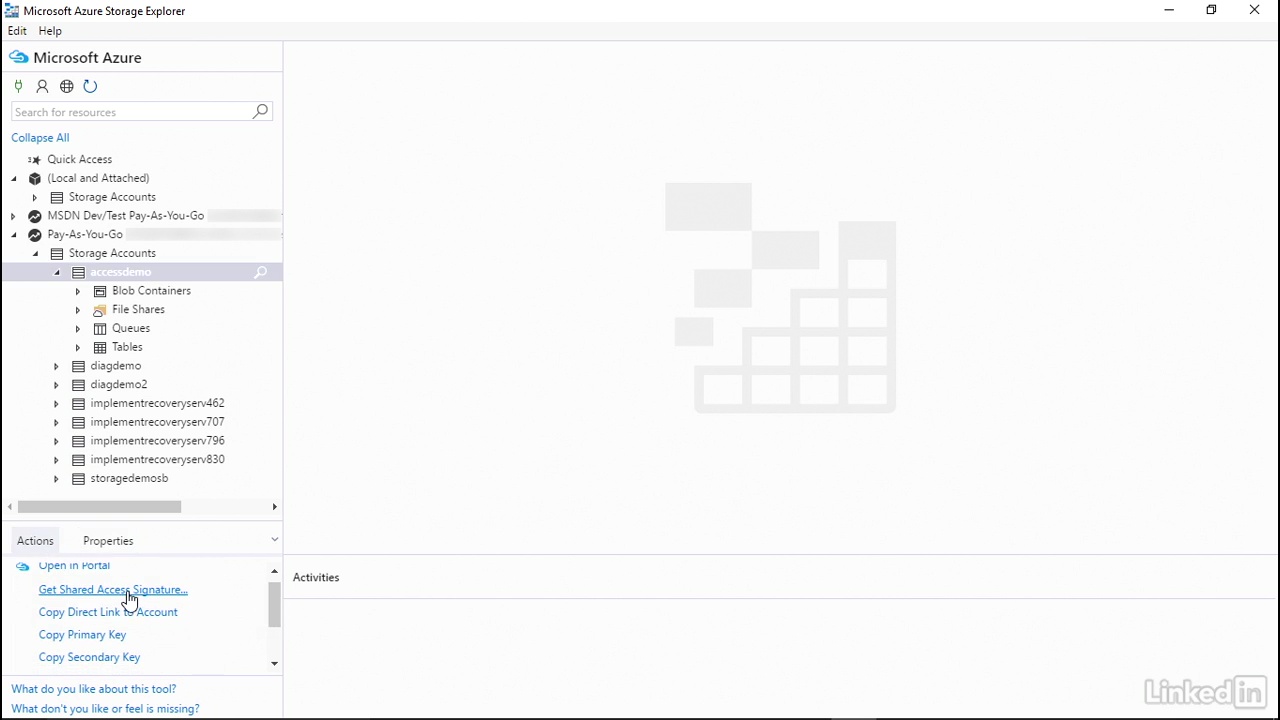 Microsoft Azure Storage Explorer
Edit Help
Microsoft Azure
Search for resources
Collapse All
Quick Access
(Local and Attached)
Storage Accounts
MSDN Dev/Test Pay-As-You-Go
Pay-As-You-Go
Storage Accounts
accessdemo
Blob Containers
File Shares
Queues
Tables
diagdemo
diagdemo2
implementrecoveryserv462
implementrecoveryserv707
implementrecoveryserv796
implementrecoveryserv830
storagedemosb
Actions Properties
Open in Portal
Get Shared Access Signature...
Copy Direct Link to Account
Copy Primary Key
Copy Secondary Key
What do you like about this tool?
What don't you like or feel is missing?
Activities
Linked in